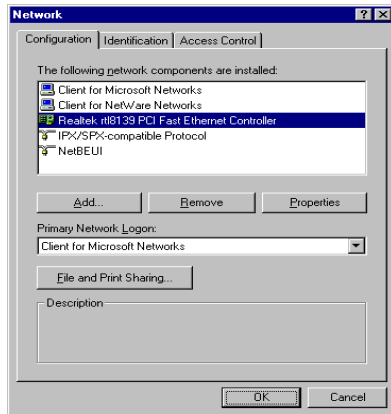 Network
Configuration Identification Access Control
The following network components are installed:
Client for Microsoft Networks
Client for NetWare Networks
Realtek rtl8139 PCI Fast Ethernet Controller
IPX/SPX-compatible Protocol
NetBEUI
Add... Remove Properties
Primary Network Logon:
Client for Microsoft Networks
File and Print Sharing...
Description
OK Cancel